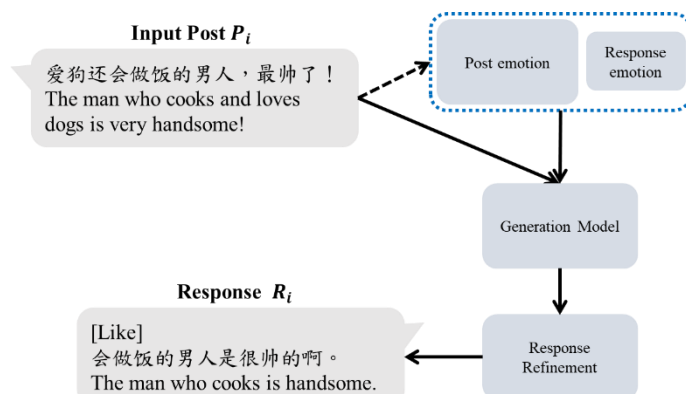 Input Post P_i
爱狗还会做饭的男人，最帅了！
The man who cooks and loves
dogs is very handsome!
Post emotion
Response
emotion
Generation Model
Response R_i
[Like]
会做饭的男人是很帅的啊。
The man who cooks is handsome.
Response
Refinement